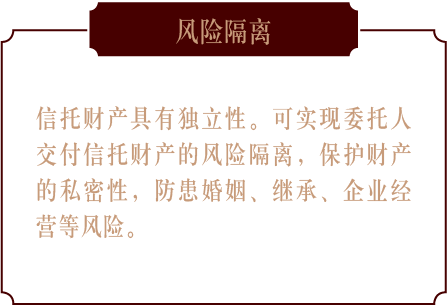 风险隔离
信托财产具有独立性。可实现委托人
交付信托财产的风险隔离，保护财产
的私密性，防患婚姻、继承、企业经
营等风险。